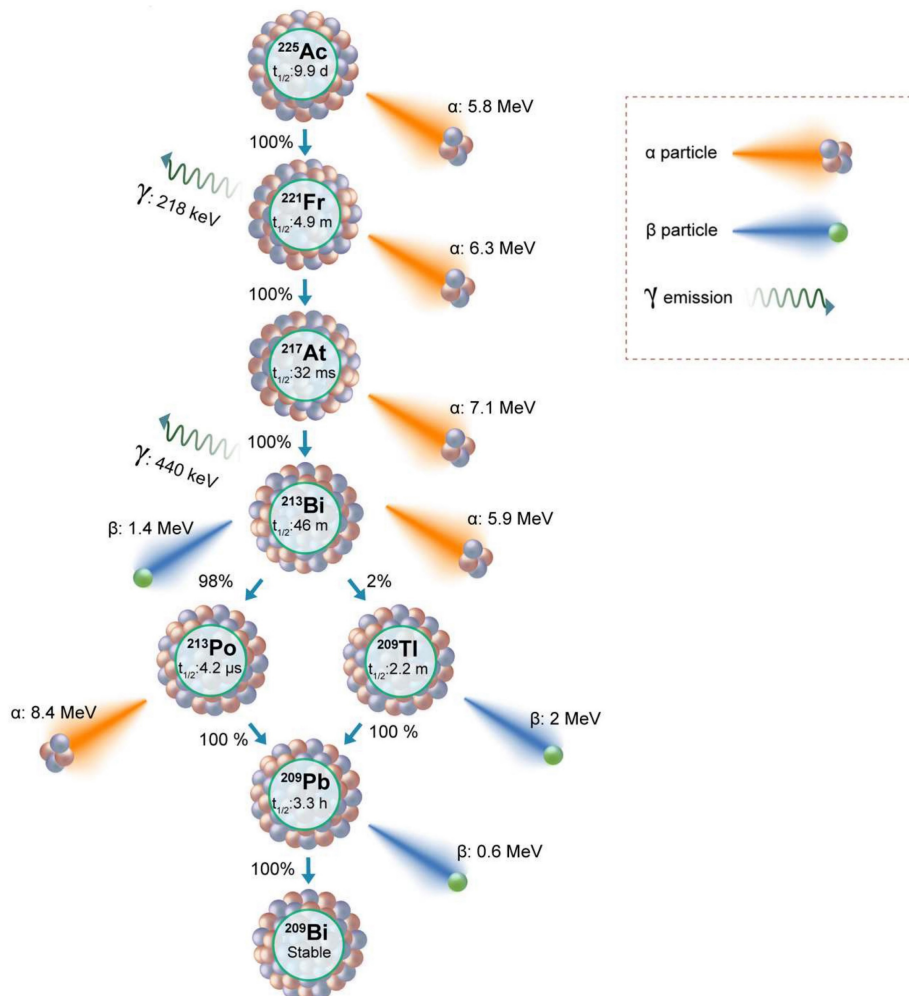 ²²⁵Ac
t₁/₂:9.9 d
α: 5.8 MeV
100%
γ: 218 keV
²²¹Fr
t₁/₂:4.9 m
α: 6.3 MeV
100%
²¹⁷At
t₁/₂:32 ms
α: 7.1 MeV
100%
γ: 440 keV
²¹³Bi
t₁/₂:46 m
β: 1.4 MeV
α: 5.9 MeV
98%
2%
²¹³Po
t₁/₂:4.2 µs
²⁰⁹Tl
t₁/₂:2.2 m
α: 8.4 MeV
β: 2 MeV
100 %
100 %
²⁰⁹Pb
t₁/₂:3.3 h
β: 0.6 MeV
100%
²⁰⁹Bi
Stable
α particle
β particle
γ emission